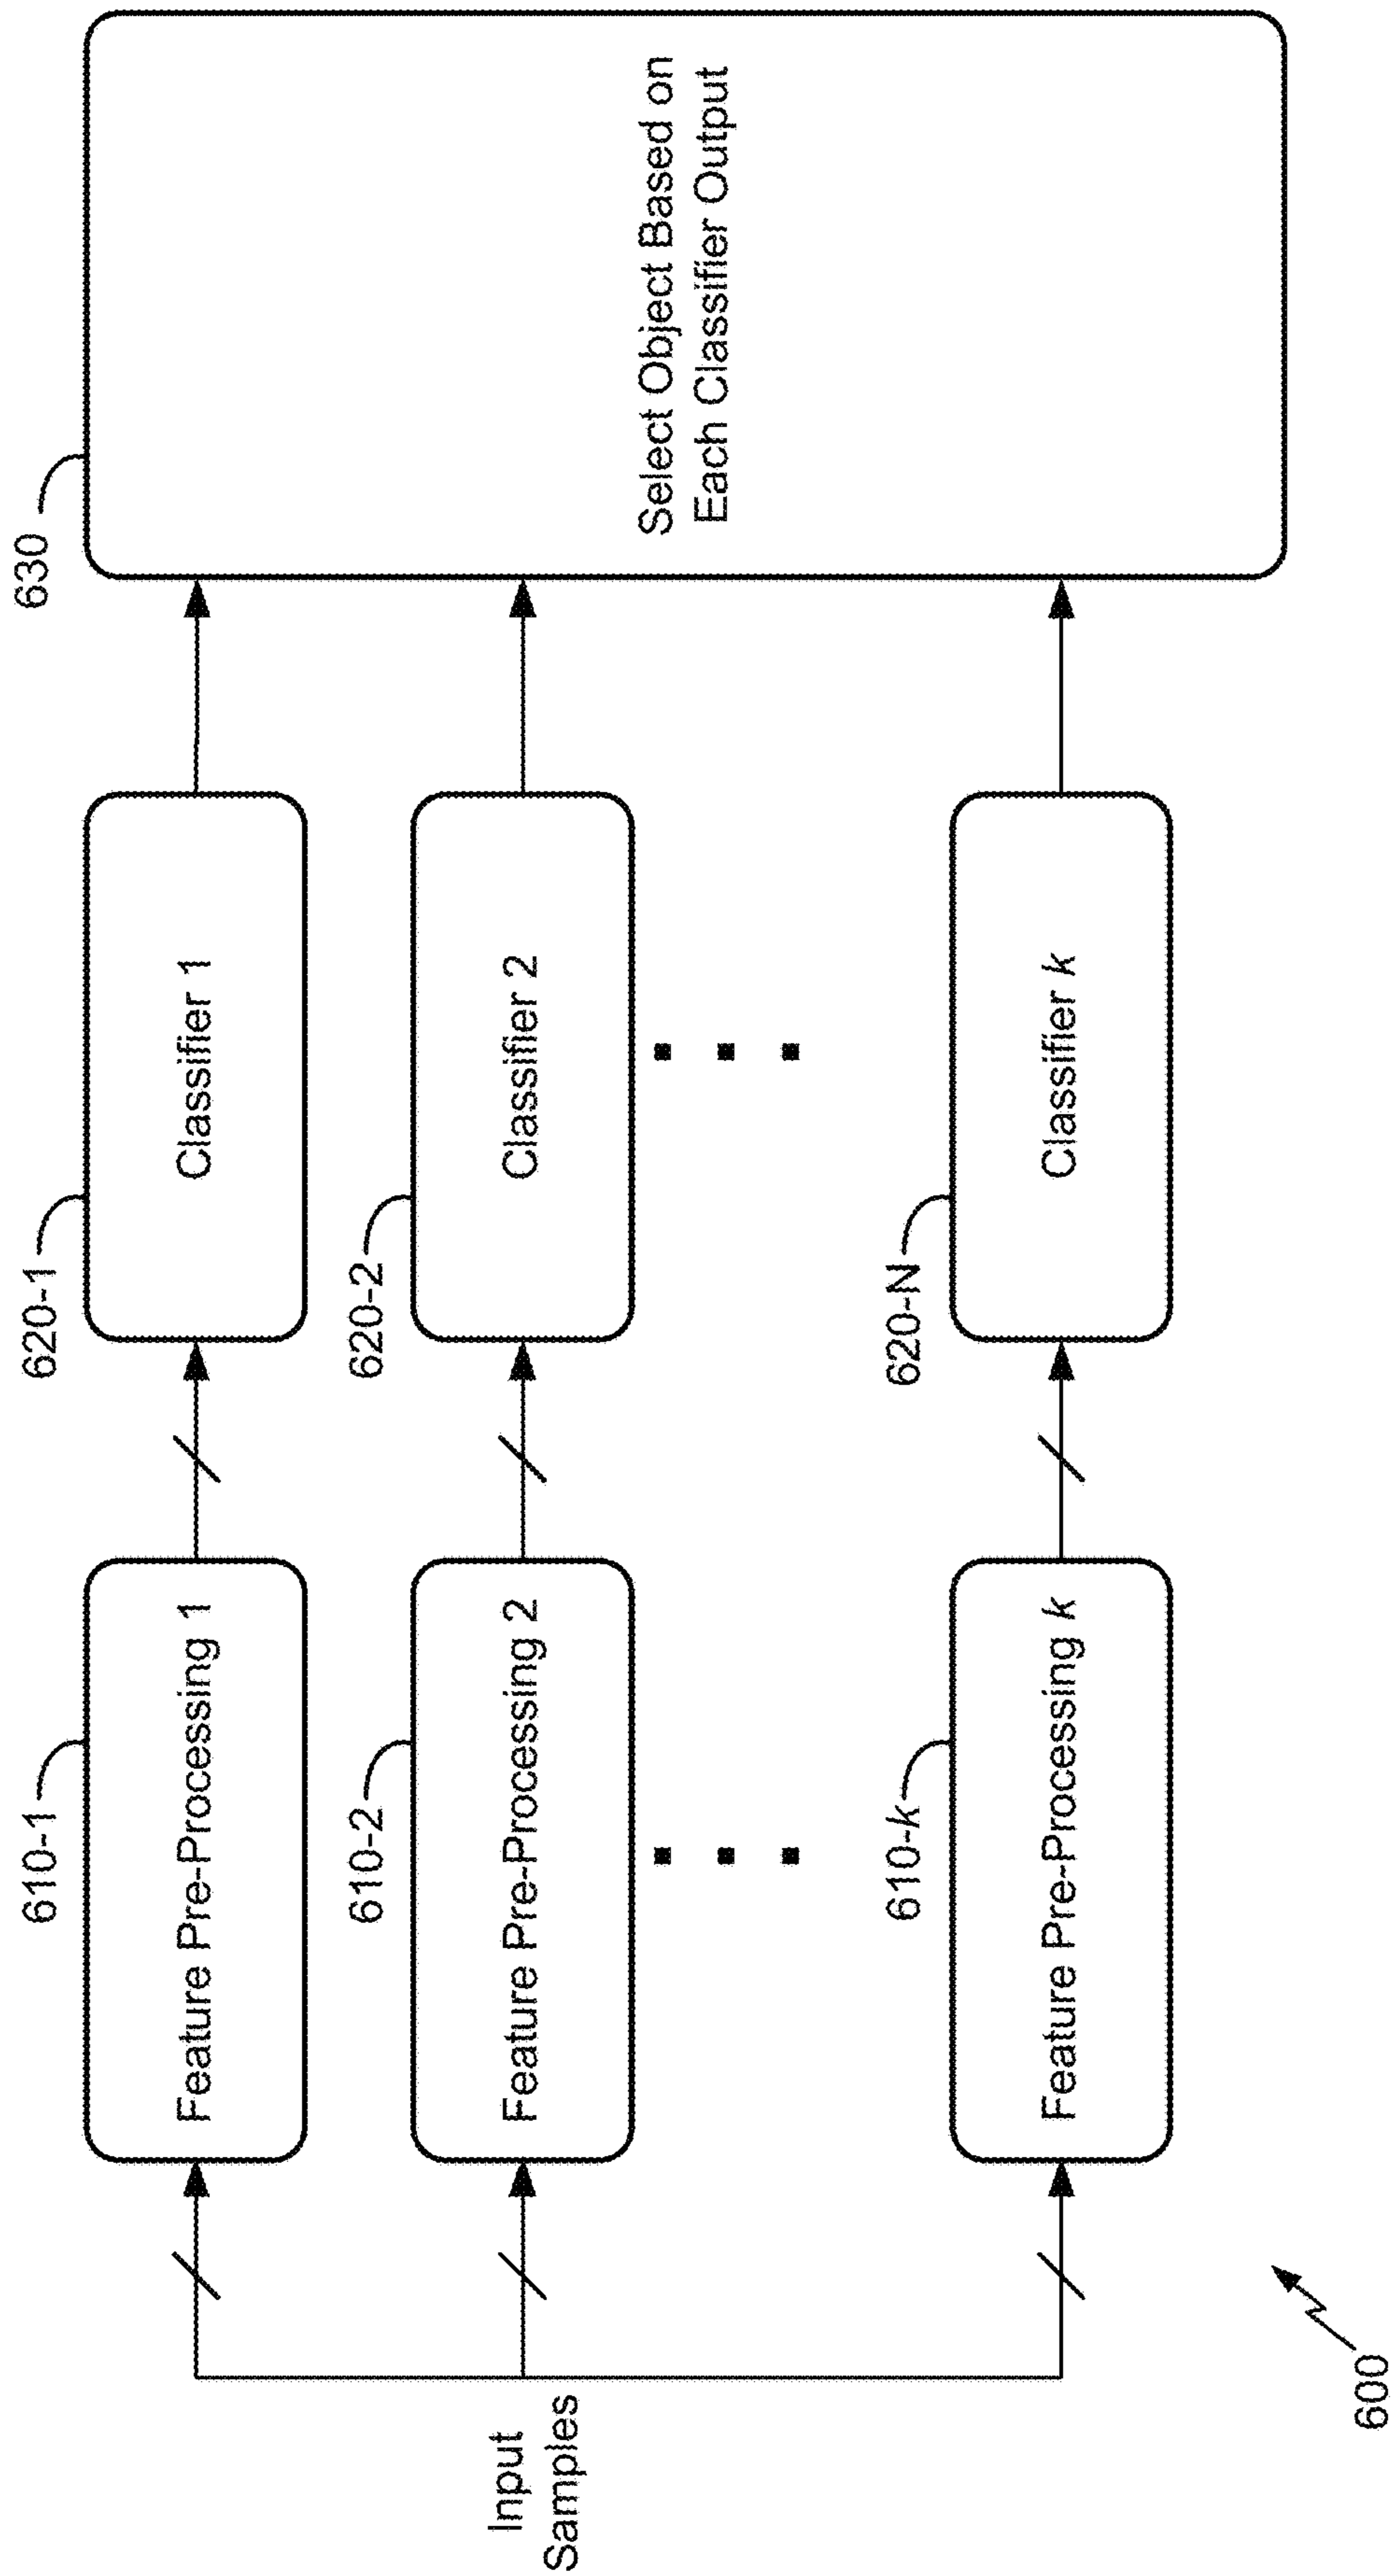 610-1
620-1
630
Feature Pre-Processing 1
Classifier 1
610-2
620-2
Input
Samples
Feature Pre-Processing 2
Classifier 2
Select Object Based on
Each Classifier Output
610-k
620-N
Feature Pre-Processing k
Classifier k
600